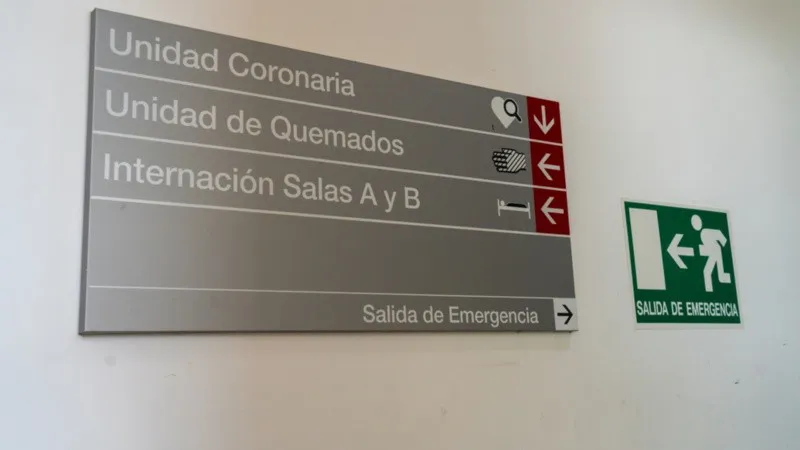 Unidad Coronaria
Unidad de Quemados
Internación Salas A y B
Salida de Emergencia
SALIDA DE EMERGENCIA